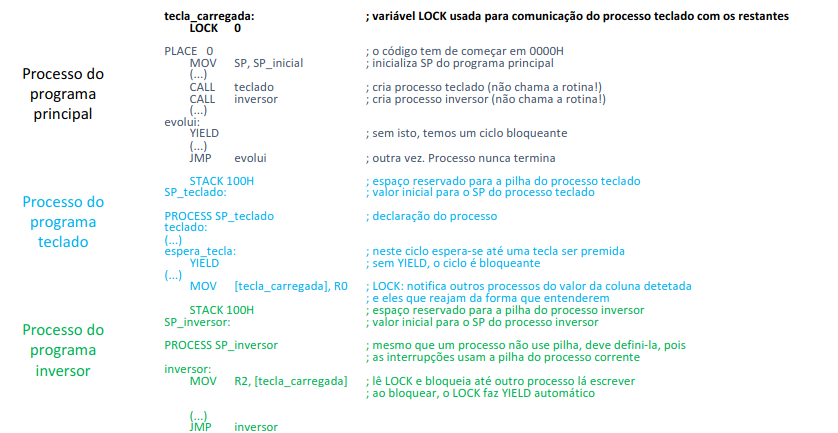 tecla_carregada: ; variável LOCK usada para comunicação do processo teclado com os restantes
LOCK 0
PLACE 0 ; o código tem de começar em 0000H
MOV SP, SP_inicial ; inicializa SP do programa principal
(...)
CALL teclado ; cria processo teclado (não chama a rotina!)
CALL inversor ; cria processo inversor (não chama a rotina!)
(...)
evolui:
YIELD ; sem isto, temos um ciclo bloqueante
(...)
JMP evolui ; outra vez. Processo nunca termina
Processo do
programa
principal
STACK 100H ; espaço reservado para a pilha do processo teclado
SP_teclado: ; valor inicial para o SP do processo teclado
PROCESS SP_teclado ; declaração do processo
teclado:
(...)
espera_tecla: ; neste ciclo espera-se até uma tecla ser premida
YIELD ; sem YIELD, o ciclo é bloqueante
(...)
MOV [tecla_carregada], R0 ; LOCK: notifica outros processos do valor da coluna detetada
; e eles que reajam da forma que entenderem
Processo do
programa
teclado
STACK 100H ; espaço reservado para a pilha do processo inversor
SP_inversor: ; valor inicial para o SP do processo inversor
PROCESS SP_inversor ; mesmo que um processo não use pilha, deve defini-la, pois
; as interrupções usam a pilha do processo corrente
inversor:
MOV R2, [tecla_carregada] ; lê LOCK e bloqueia até outro processo lá escrever
; ao bloquear, o LOCK faz YIELD automático
(...)
JMP inversor
Processo do
programa
inversor